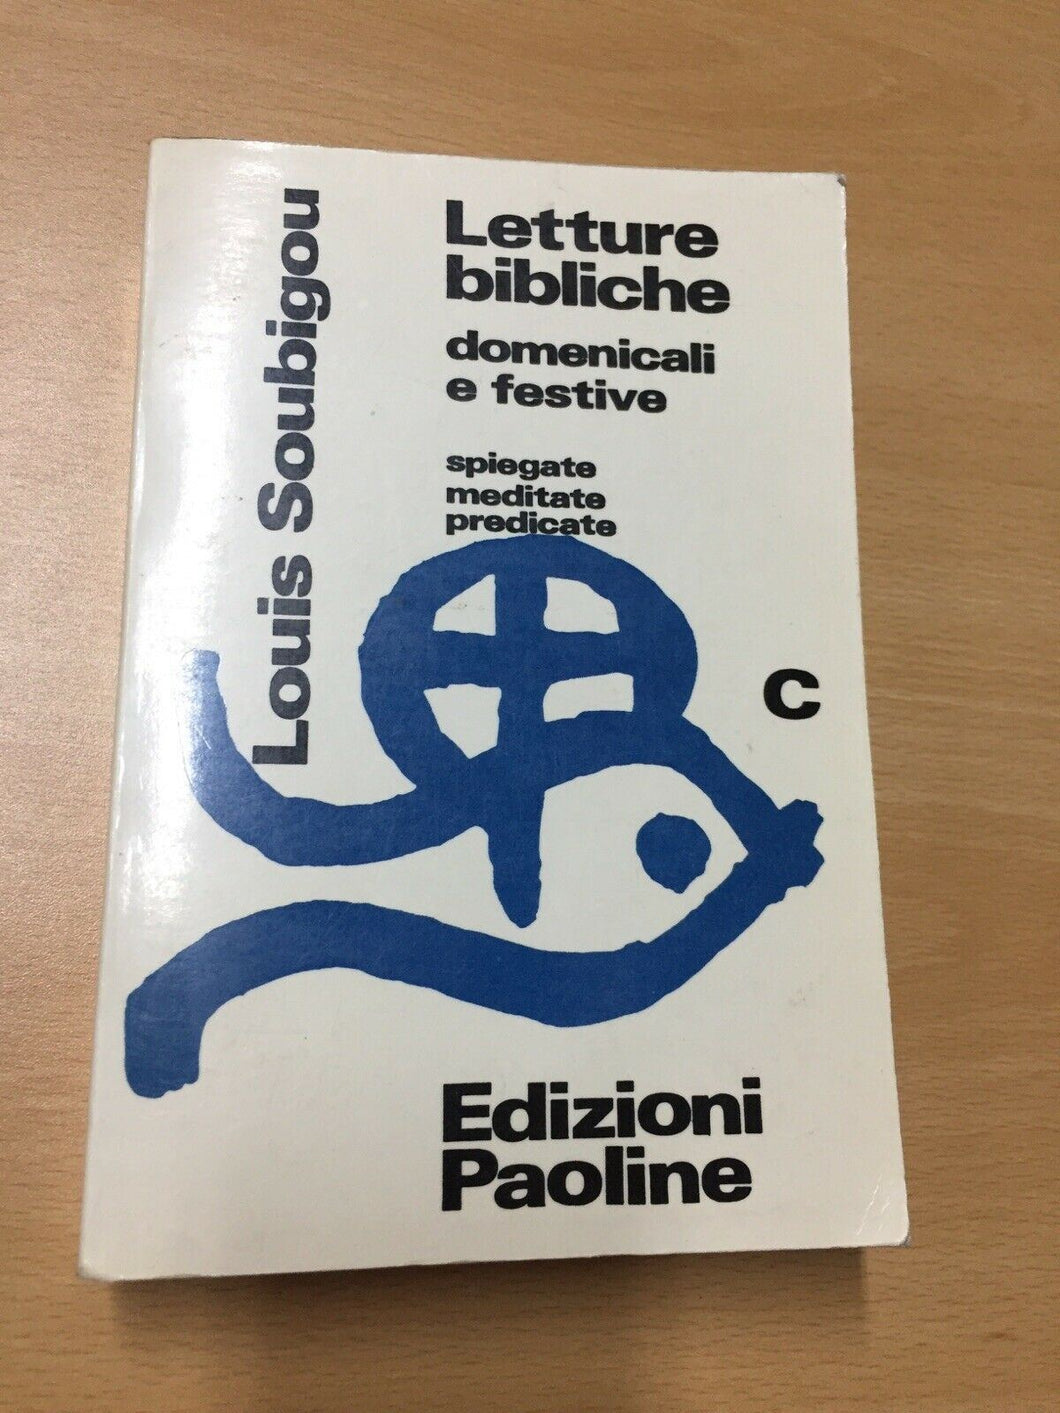 Louis Soubigou
Letture
bibliche
domenicali
e festive
spiegate
meditate
predicate
C
Edizioni
Paoline